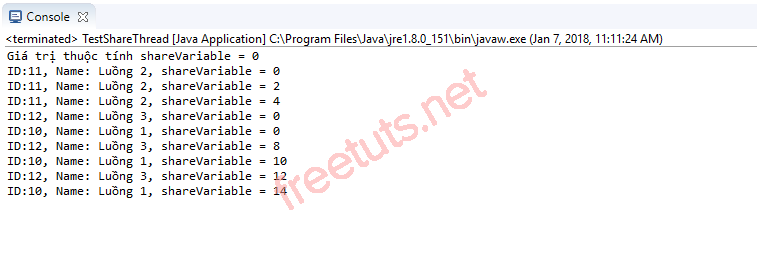 Console
<terminated> TestShareThread [Java Application] C:\Program Files\Java\jre1.8.0_151\bin\javaw.exe (Jan 7, 2018, 11:11:24 AM)
Giá trị thuộc tính shareVariable = 0
ID:11, Name: Luồng 2, shareVariable = 0
ID:11, Name: Luồng 2, shareVariable = 2
ID:11, Name: Luồng 2, shareVariable = 4
ID:12, Name: Luồng 3, shareVariable = 0
ID:10, Name: Luồng 1, shareVariable = 0
ID:12, Name: Luồng 3, shareVariable = 8
ID:10, Name: Luồng 1, shareVariable = 10
ID:12, Name: Luồng 3, shareVariable = 12
ID:10, Name: Luồng 1, shareVariable = 14
freetuts.net